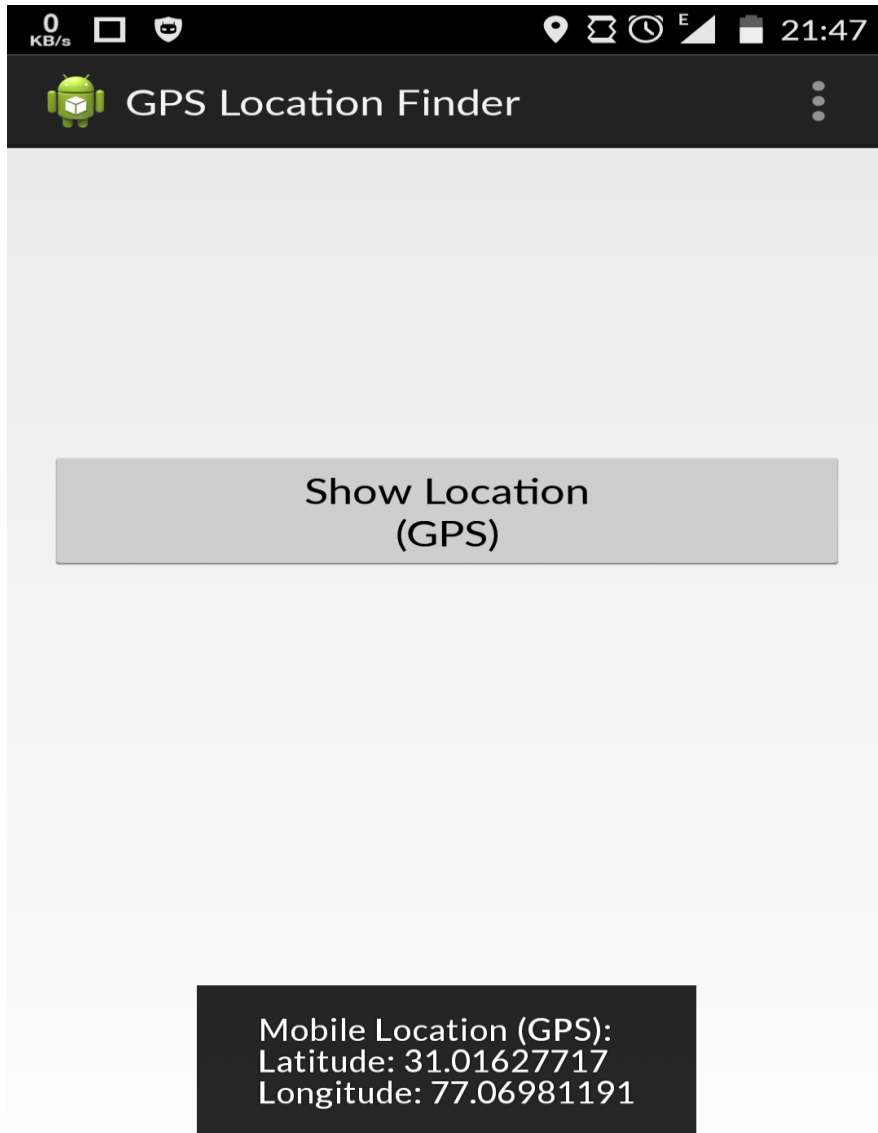 0
KB/s
E
21:47
GPS Location Finder
Show Location
(GPS)
Mobile Location (GPS):
Latitude: 31.01627717
Longitude: 77.06981191